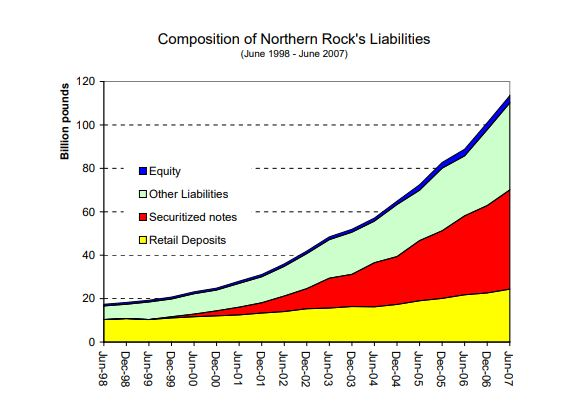 Composition of Northern Rock's Liabilities
(June 1998 - June 2007)
Billion pounds
120
100
80
60
40
20
0
Equity
Other Liabilities
Securitized notes
Retail Deposits
Jun-98
Dec-98
Jun-99
Dec-99
Jun-00
Dec-00
Jun-01
Dec-01
Jun-02
Dec-02
Jun-03
Dec-03
Jun-04
Dec-04
Jun-05
Dec-05
Jun-06
Dec-06
Jun-07